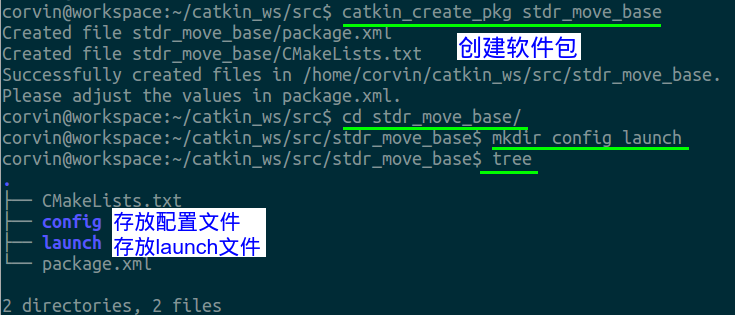 corvin@workspace:~/catkin_ws/src$ catkin_create_pkg stdr_move_base
Created file stdr_move_base/package.xml
Created file stdr_move_base/CMakeLists.txt
创建软件包
Successfully created files in /home/corvin/catkin_ws/src/stdr_move_base.
Please adjust the values in package.xml.
corvin@workspace:~/catkin_ws/src$ cd stdr_move_base/
corvin@workspace:~/catkin_ws/src/stdr_move_base$ mkdir config launch
corvin@workspace:~/catkin_ws/src/stdr_move_base$ tree
.
├── CMakeLists.txt
├── config 存放配置文件
├── launch 存放launch文件
└── package.xml
2 directories, 2 files